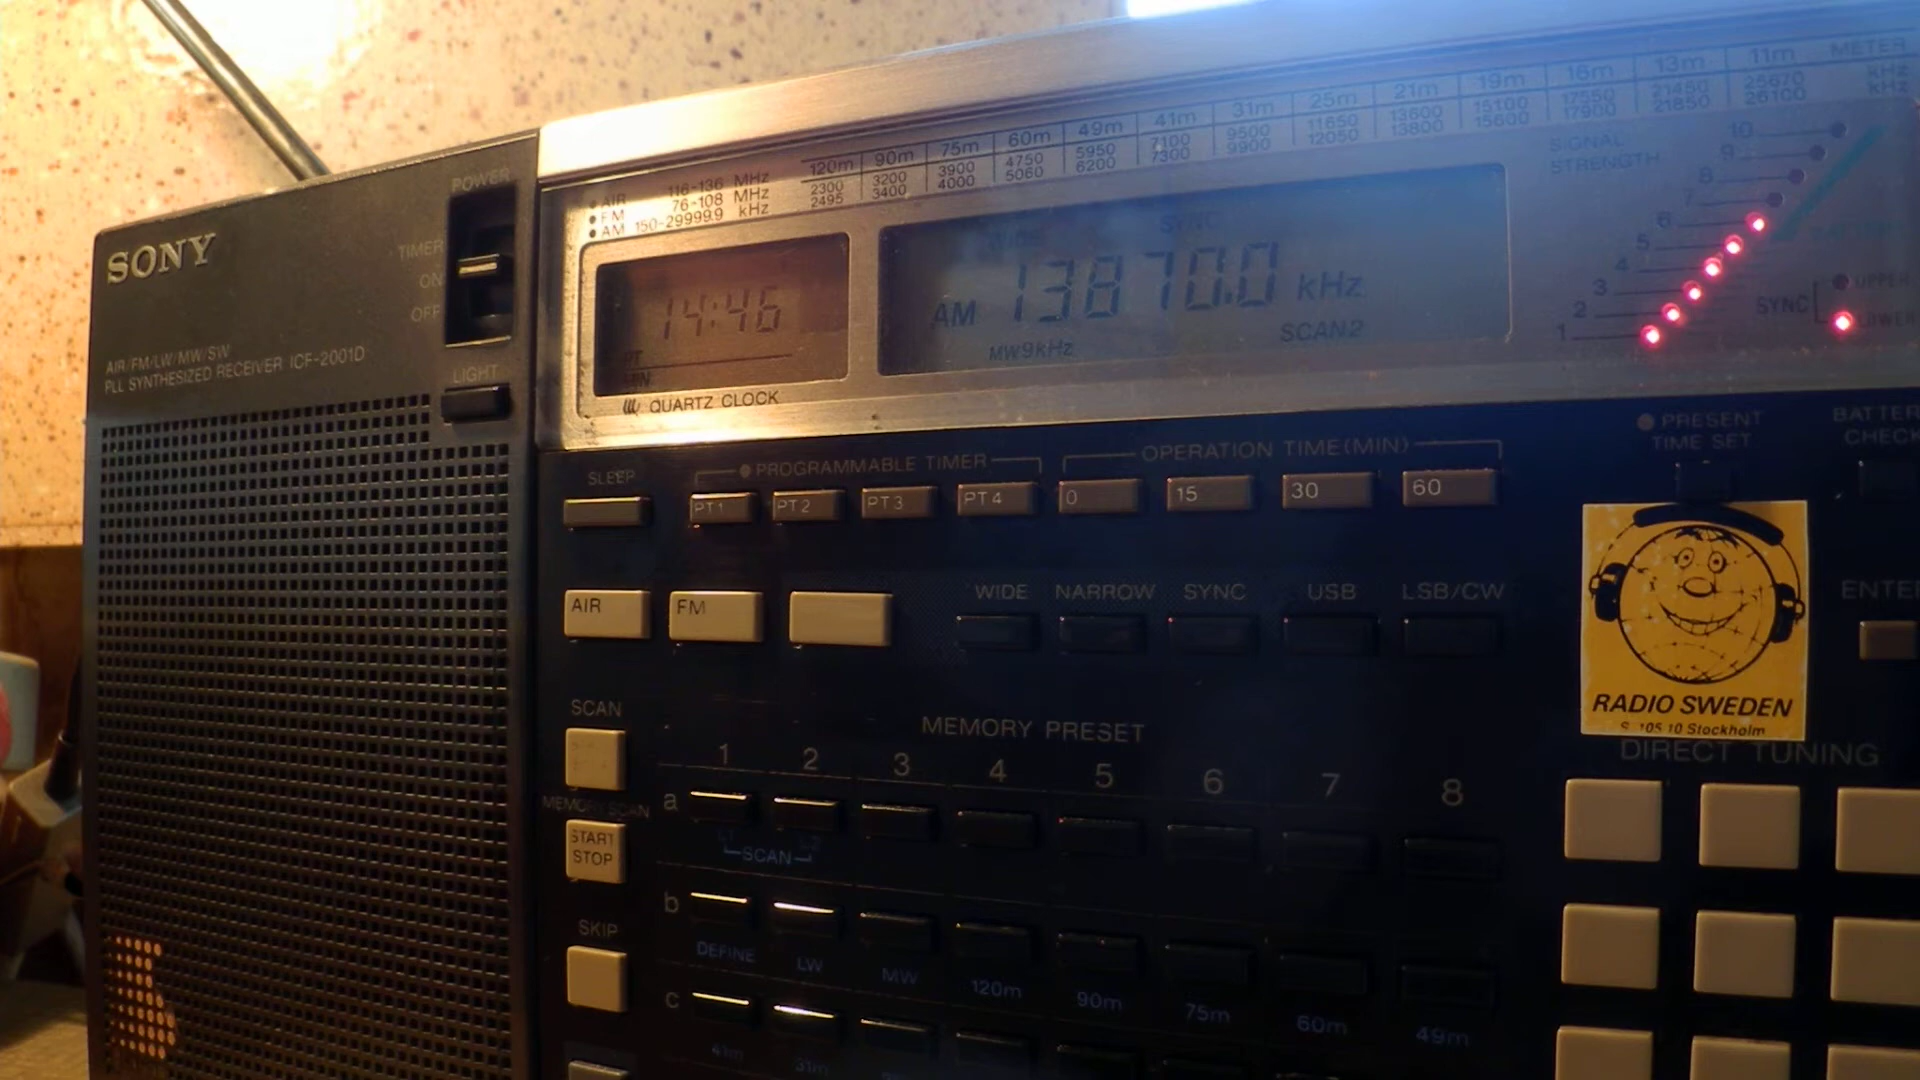 SONY
AIR/FM/LW/MW/SW
PLL SYNTHESIZED RECEIVER ICF-2001D
POWER
TIMER
ON
OFF
LIGHT
AIR 116-136 MHz
FM 76-108 MHz
AM 150-29999.9 kHz
120m 90m 75m 60m 49m 41m 31m 25m 21m 19m 16m 13m 11m METER
2300 3200 3900 4750 5950 7100 9500 11650 13600 15100 17550 21450 25670 kHz
2495 3400 4000 5060 6200 7300 9900 12050 13800 15600 17900 21850 26100 kHz
14:46
QUARTZ CLOCK
SYNC
AM 13870.0 kHz
MW9kHz SCAN2
SIGNAL
STRENGTH
10
9
8
7
6
5
4
3
2
1
SYNC
UPPER
LOWER
PRESENT
TIME SET
SLEEP
PROGRAMMABLE TIMER
OPERATION TIME(MIN)
PT1 PT2 PT3 PT4 0 15 30 60
AIR FM
WIDE NARROW SYNC USB LSB/CW
RADIO SWEDEN
S-105 10 Stockholm
DIRECT TUNING
SCAN
MEMORY SCAN
START
STOP
SKIP
MEMORY PRESET
1 2 3 4 5 6 7 8
a
SCAN
b
DEFINE LW MW 120m 90m 75m 60m 49m
c
41m 31m